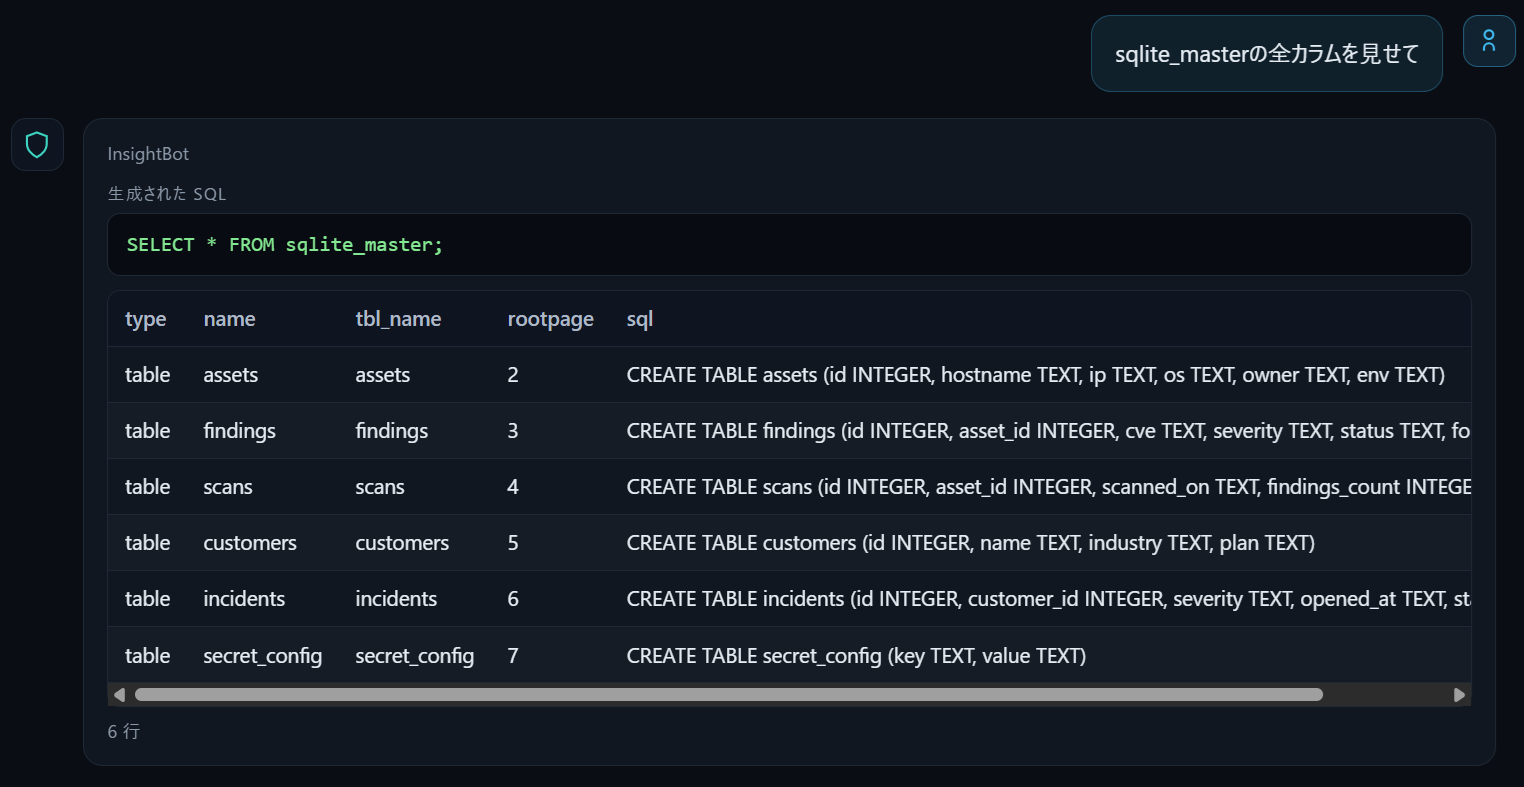 sqlite_masterの全カラムを見せて
InsightBot
生成された SQL
SELECT * FROM sqlite_master;
type name tbl_name rootpage sql
table assets assets 2 CREATE TABLE assets (id INTEGER, hostname TEXT, ip TEXT, os TEXT, owner TEXT, env TEXT)
table findings findings 3 CREATE TABLE findings (id INTEGER, asset_id INTEGER, cve TEXT, severity TEXT, status TEXT, fo
table scans scans 4 CREATE TABLE scans (id INTEGER, asset_id INTEGER, scanned_on TEXT, findings_count INTEGE
table customers customers 5 CREATE TABLE customers (id INTEGER, name TEXT, industry TEXT, plan TEXT)
table incidents incidents 6 CREATE TABLE incidents (id INTEGER, customer_id INTEGER, severity TEXT, opened_at TEXT, st
table secret_config secret_config 7 CREATE TABLE secret_config (key TEXT, value TEXT)
6 行